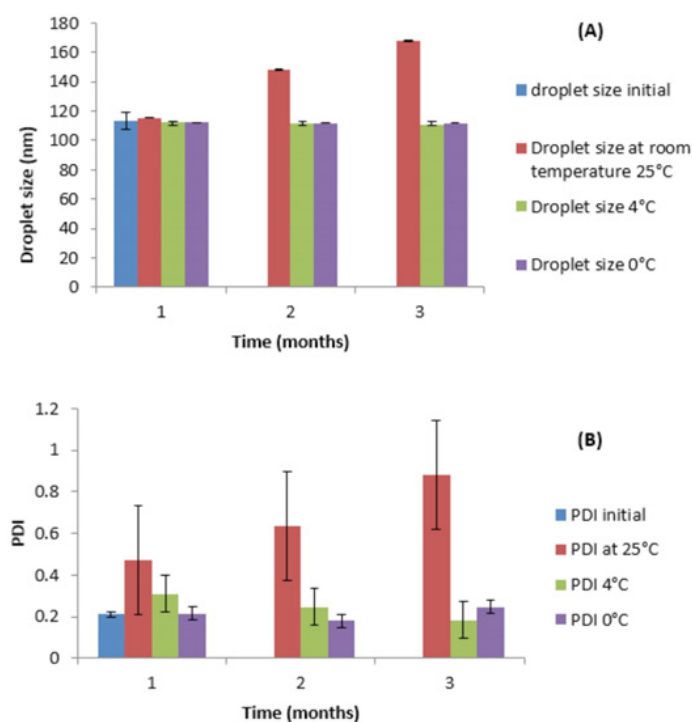 180
(A)
160
140
120
100
80
60
40
20
0
Droplet size (nm)
1
2
3
Time (months)
droplet size initial
Droplet size at room
temperature 25°C
Droplet size 4°C
Droplet size 0°C
1.2
(B)
1
0.8
0.6
0.4
0.2
0
PDI
1
2
3
Time (months)
PDI initial
PDI at 25°C
PDI 4°C
PDI 0°C